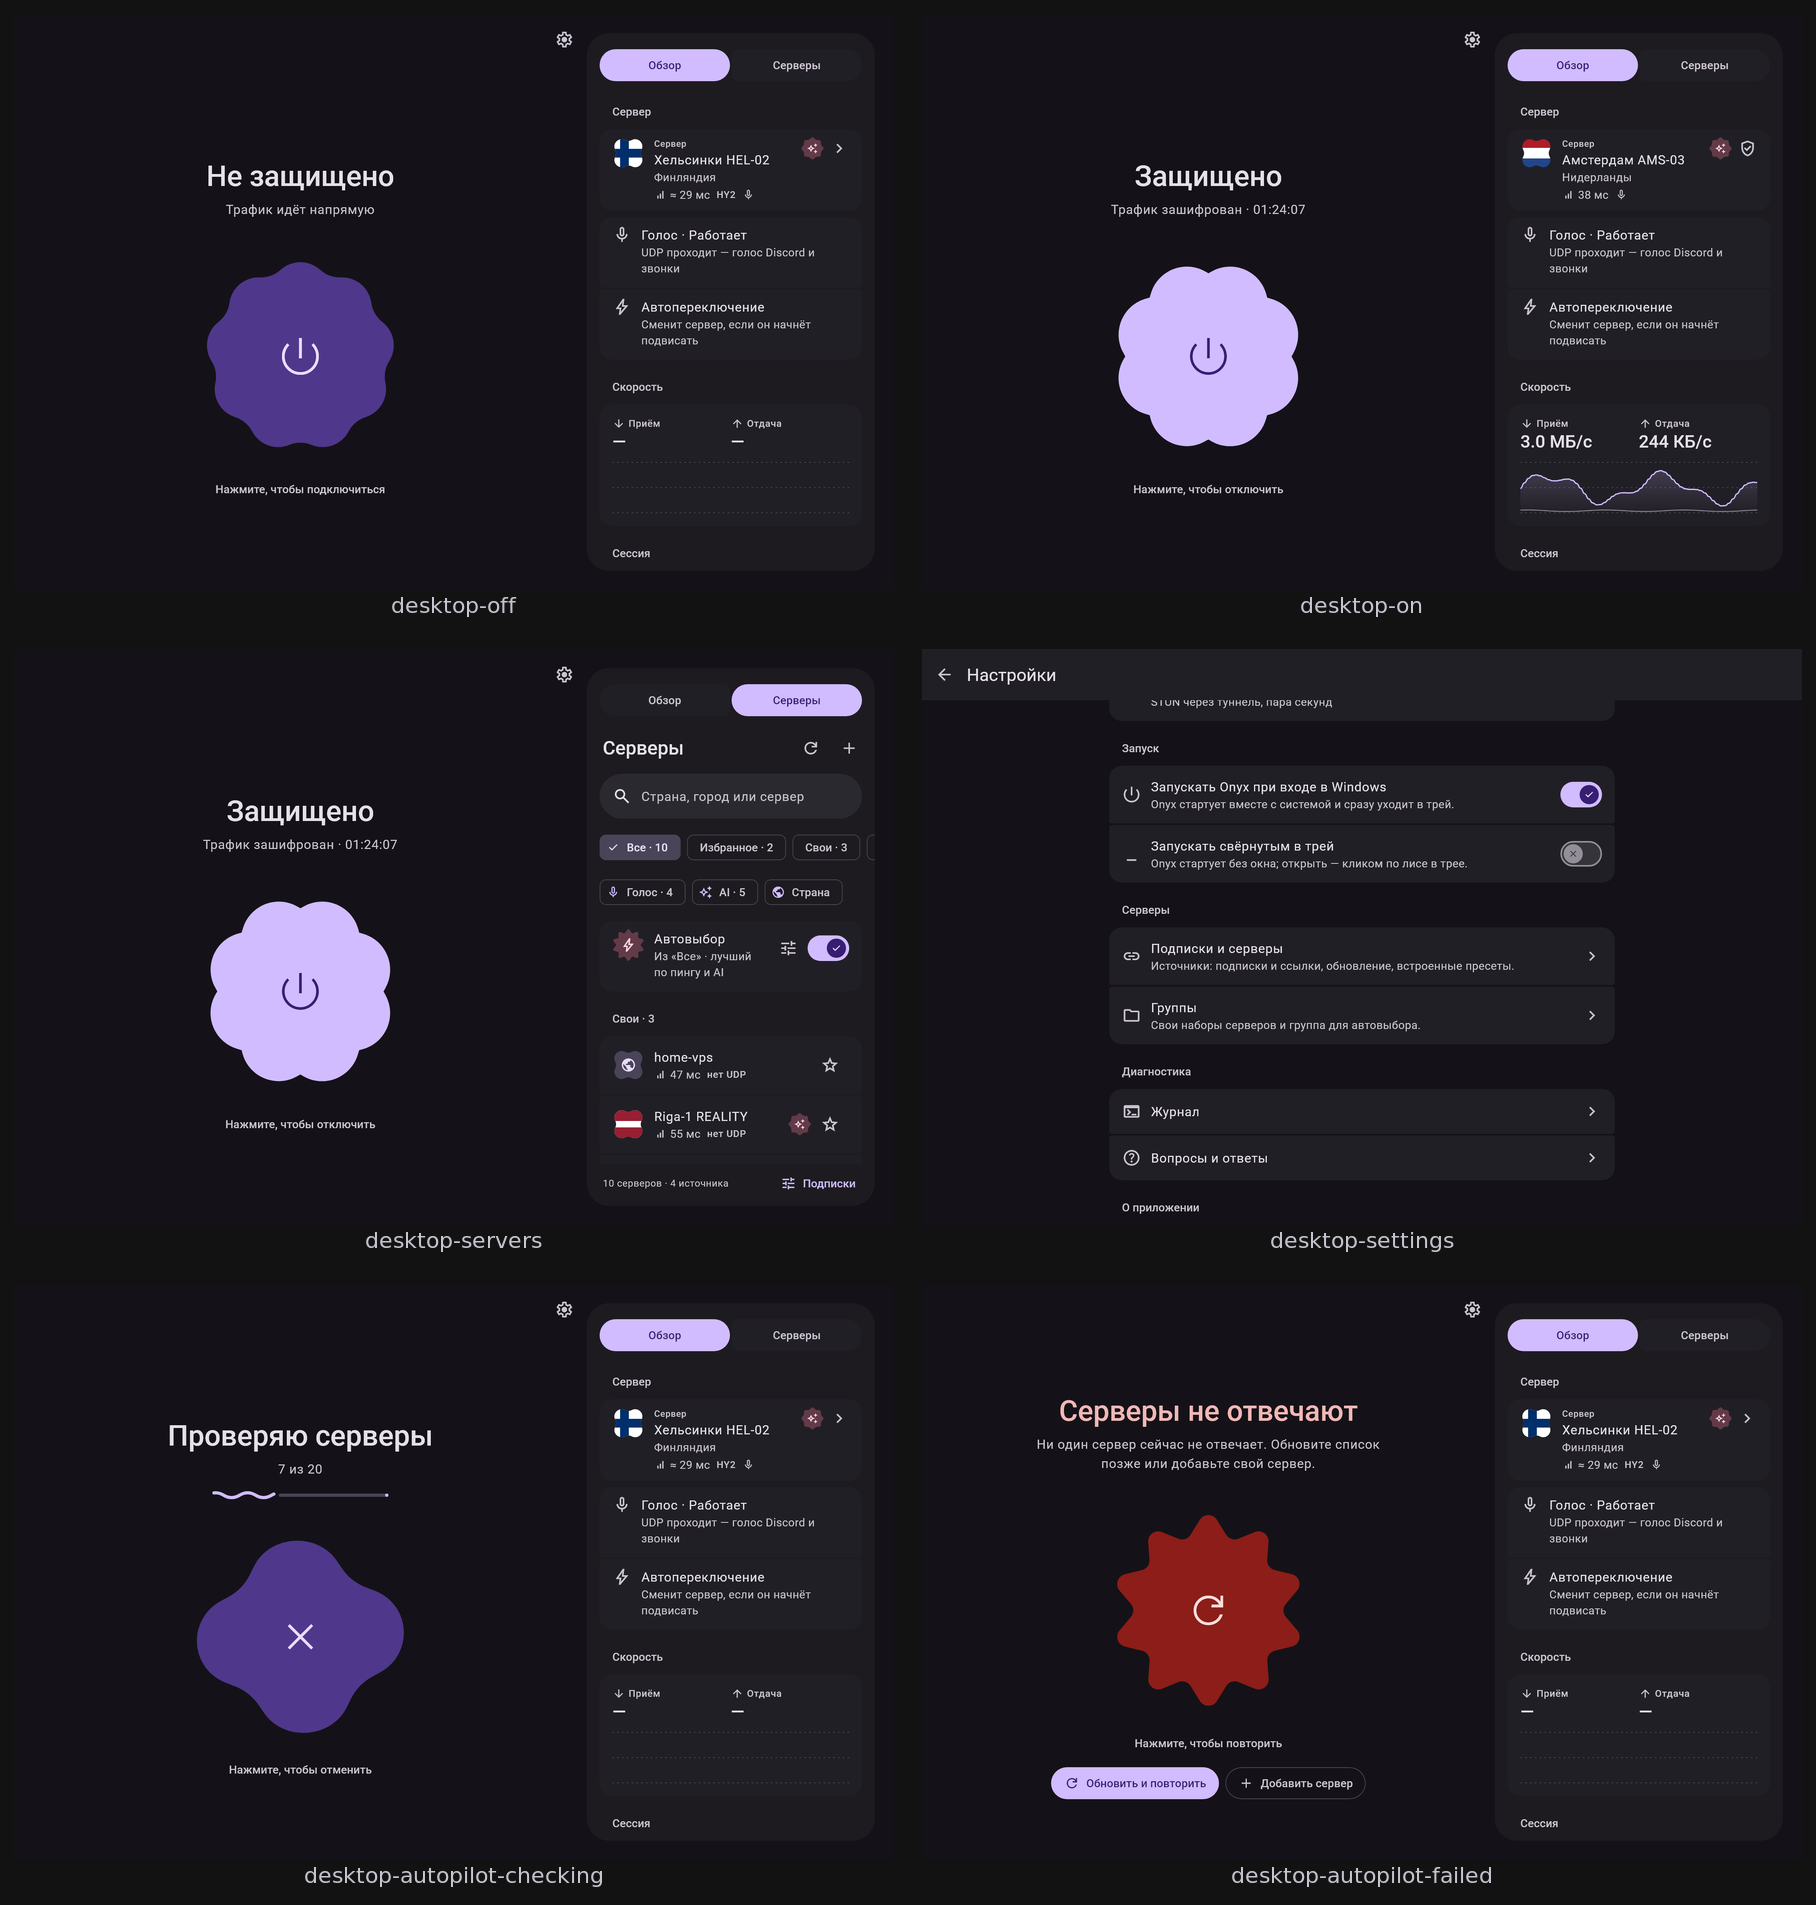 Обзор
Серверы
Сервер
Сервер
Хельсинки HEL-02
Финляндия
≈ 29 мс HY2
Не защищено
Трафик идёт напрямую
Голос · Работает
UDP проходит — голос Discord и
звонки
Автопереключение
Сменит сервер, если он начнёт
подвисать
Скорость
Приём
—
Отдача
—
Нажмите, чтобы подключиться
Сессия
desktop-off
Обзор
Серверы
Сервер
Сервер
Амстердам AMS-03
Нидерланды
38 мс
Защищено
Трафик зашифрован · 01:24:07
Голос · Работает
UDP проходит — голос Discord и
звонки
Автопереключение
Сменит сервер, если он начнёт
подвисать
Скорость
Приём
3.0 МБ/с
Отдача
244 КБ/с
Нажмите, чтобы отключить
Сессия
desktop-on
Обзор
Серверы
Серверы
Страна, город или сервер
Защищено
Трафик зашифрован · 01:24:07
Все · 10
Избранное · 2
Свои · 3
Голос · 4
AI · 5
Страна
Автовыбор
Из «Все» · лучший
по пингу и AI
Свои · 3
home-vps
47 мс нет UDP
Riga-1 REALITY
55 мс нет UDP
Нажмите, чтобы отключить
10 серверов · 4 источника
Подписки
desktop-servers
Настройки
STUN через туннель, пара секунд
Запуск
Запускать Onyx при входе в Windows
Onyx стартует вместе с системой и сразу уходит в трей.
Запускать свёрнутым в трей
Onyx стартует без окна; открыть — кликом по лисе в трее.
Серверы
Подписки и серверы
Источники: подписки и ссылки, обновление, встроенные пресеты.
Группы
Свои наборы серверов и группа для автовыбора.
Диагностика
Журнал
Вопросы и ответы
О приложении
desktop-settings
Обзор
Серверы
Сервер
Сервер
Хельсинки HEL-02
Финляндия
≈ 29 мс HY2
Проверяю серверы
7 из 20
Голос · Работает
UDP проходит — голос Discord и
звонки
Автопереключение
Сменит сервер, если он начнёт
подвисать
Скорость
Приём
—
Отдача
—
Нажмите, чтобы отменить
Сессия
desktop-autopilot-checking
Обзор
Серверы
Сервер
Сервер
Хельсинки HEL-02
Финляндия
≈ 29 мс HY2
Серверы не отвечают
Ни один сервер сейчас не отвечает. Обновите список
позже или добавьте свой сервер.
Голос · Работает
UDP проходит — голос Discord и
звонки
Автопереключение
Сменит сервер, если он начнёт
подвисать
Скорость
Приём
—
Отдача
—
Нажмите, чтобы повторить
Обновить и повторить
Добавить сервер
Сессия
desktop-autopilot-failed